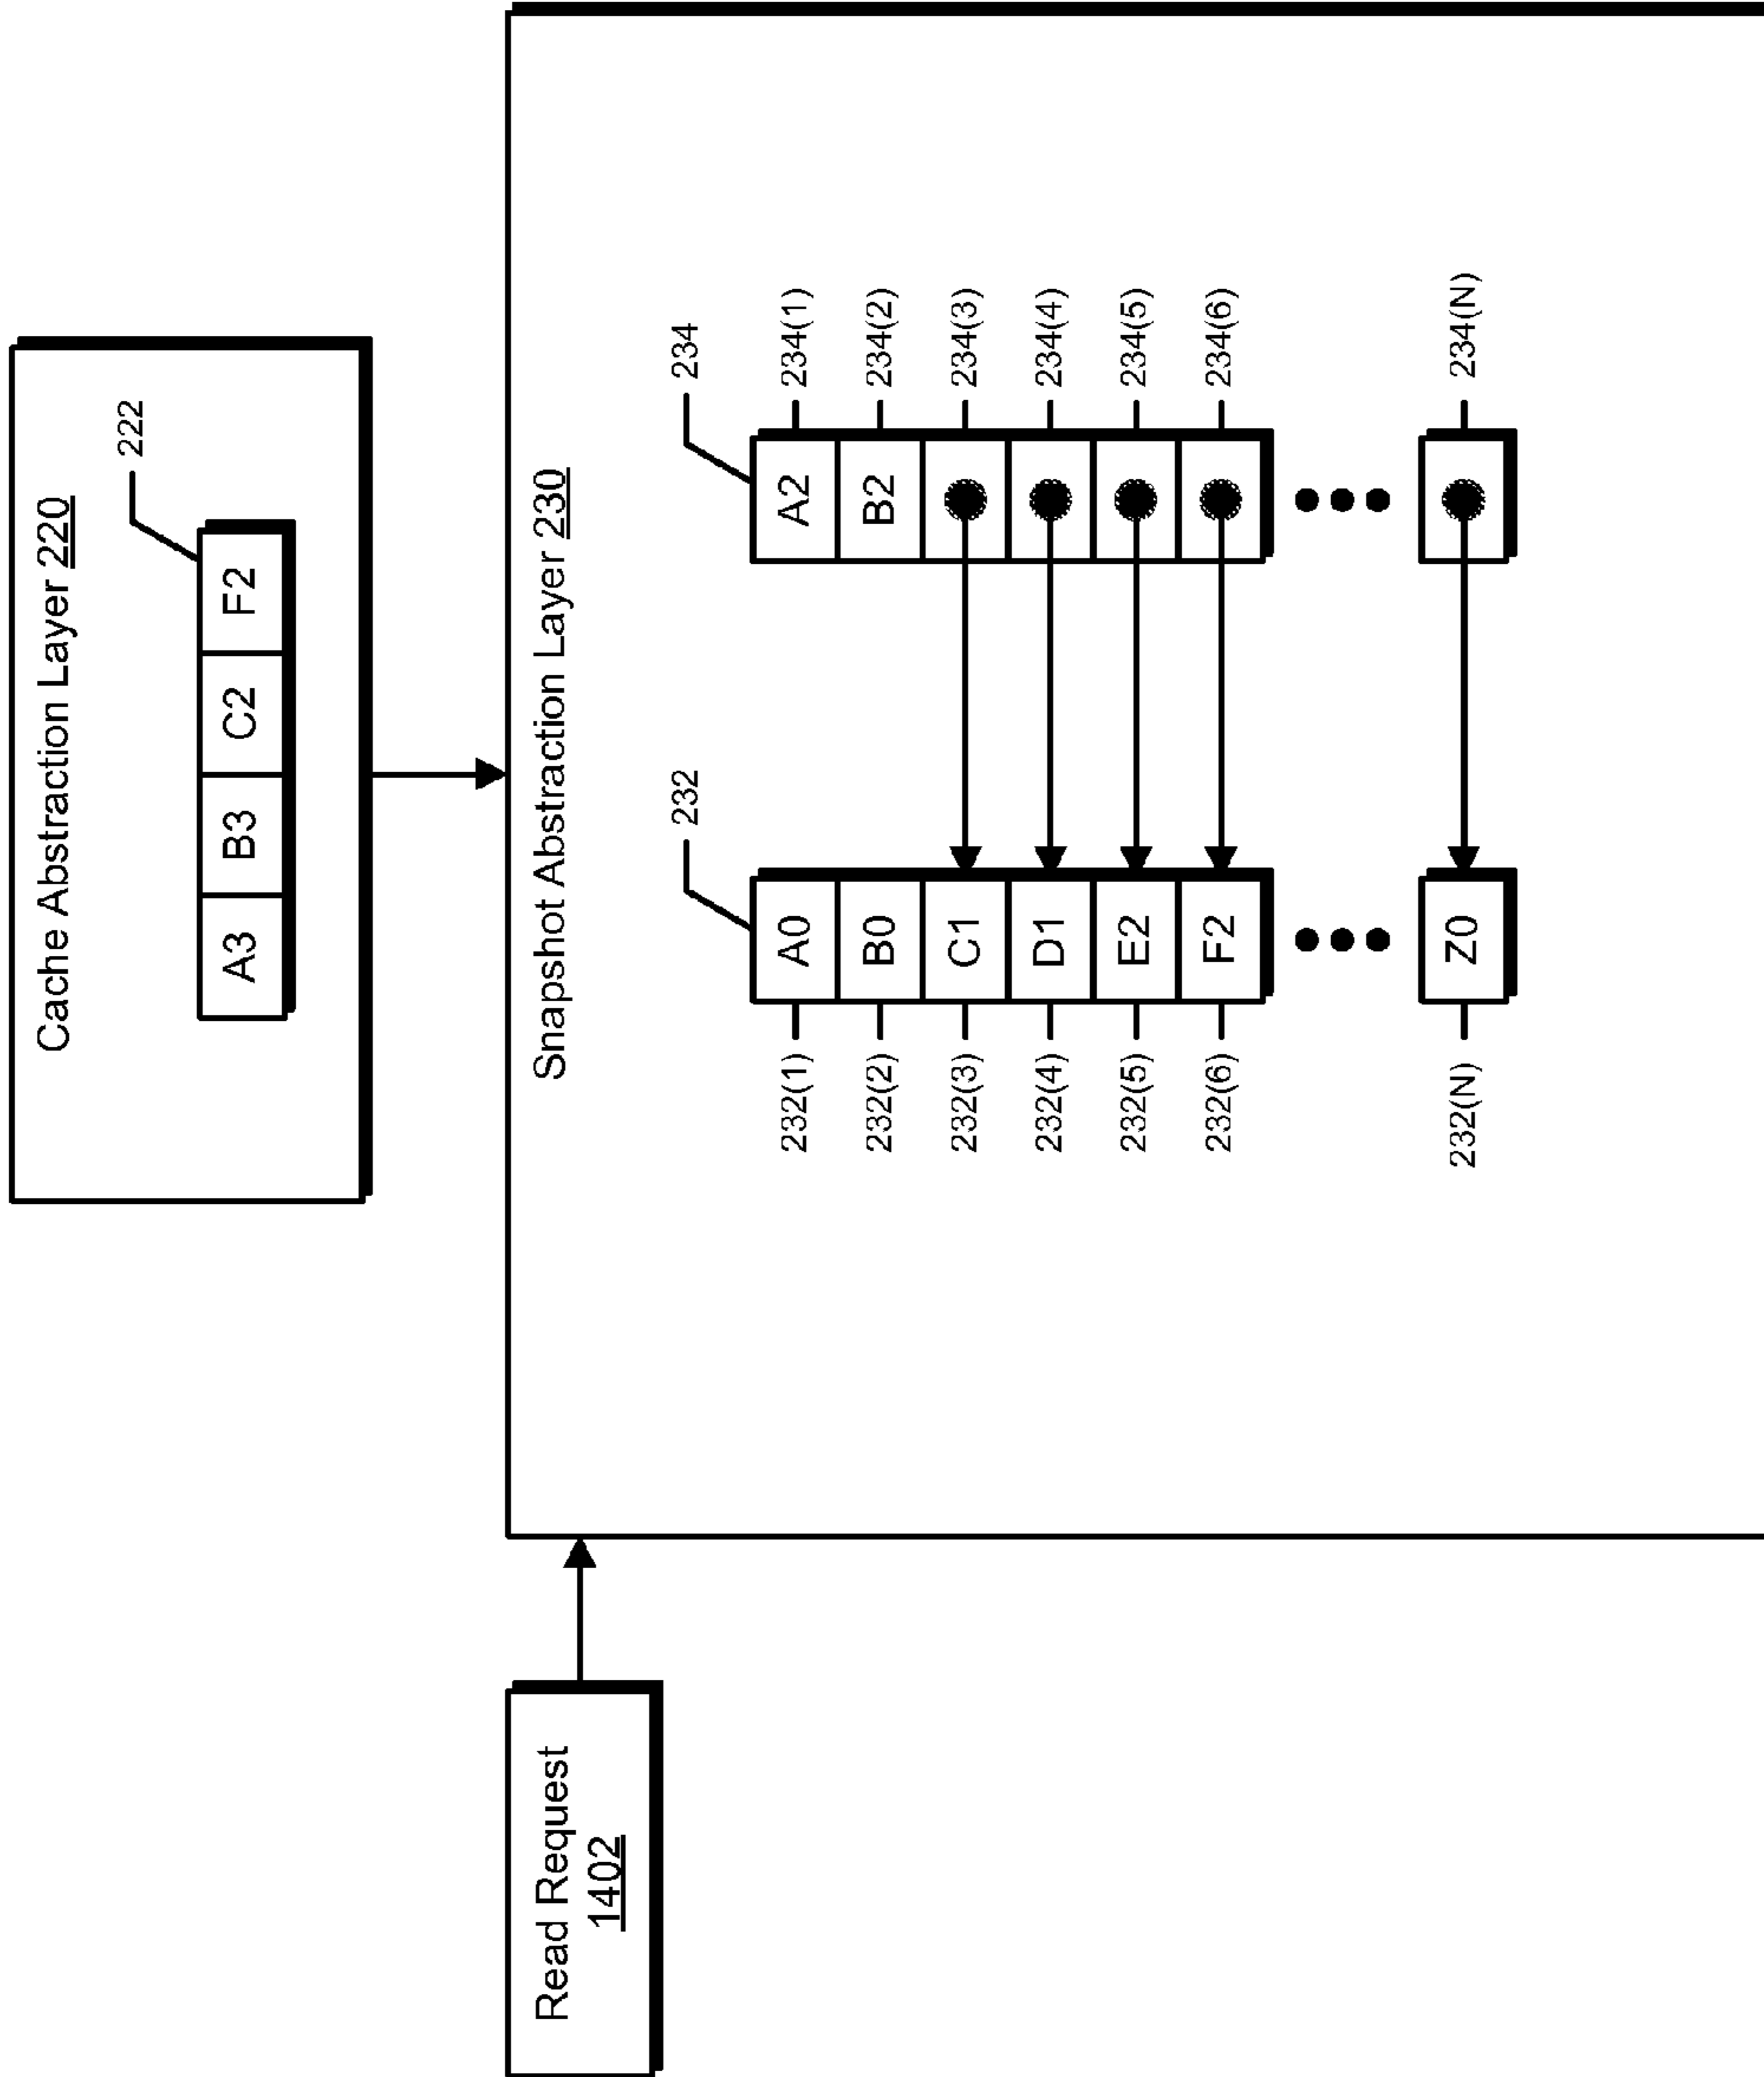 Cache Abstraction Layer 220
222
A3 B3 C2 F2
Read Request
1402
Snapshot Abstraction Layer 230
232
234
232(1) A0 A2 234(1)
232(2) B0 B2 234(2)
232(3) C1 234(3)
232(4) D1 234(4)
232(5) E2 234(5)
232(6) F2 234(6)
232(N) Z0 234(N)